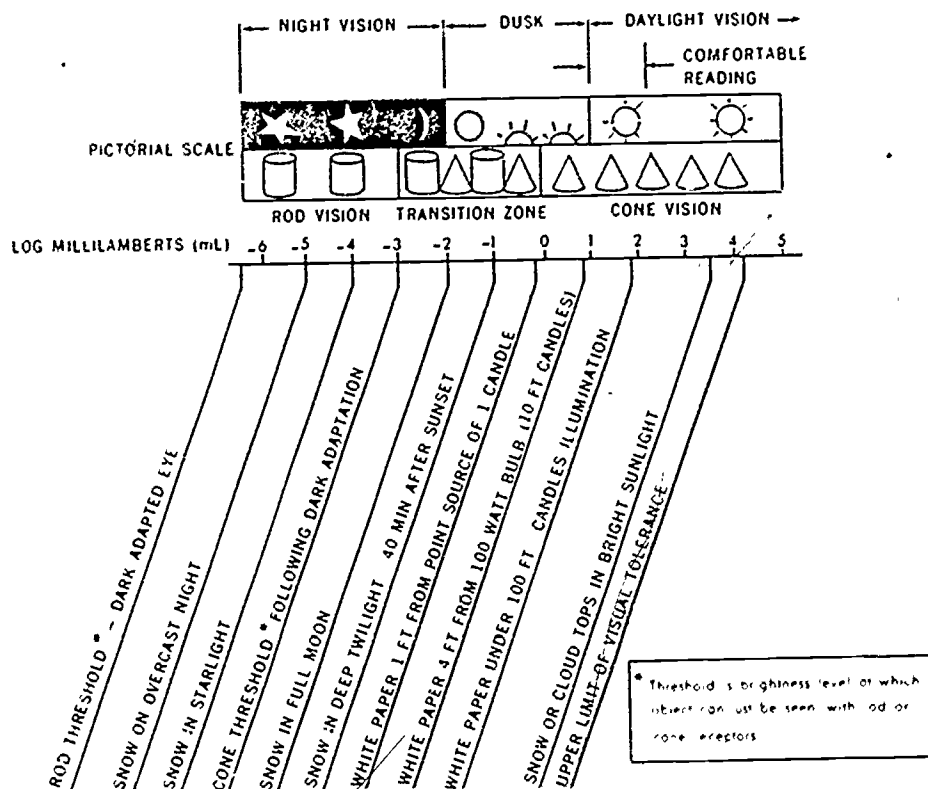 NIGHT VISION
DUSK
DAYLIGHT VISION
COMFORTABLE
READING
PICTORIAL SCALE
ROD VISION
TRANSITION ZONE
CONE VISION
LOG MILLILAMBERTS (mL)
-6 -5 -4 -3 -2 -1 0 1 2 3 4 5
ROD THRESHOLD* - DARK ADAPTED EYE
SNOW ON OVERCAST NIGHT
SNOW IN STARLIGHT
CONE THRESHOLD* FOLLOWING DARK ADAPTATION
SNOW IN FULL MOON
SNOW IN DEEP TWILIGHT 40 MIN AFTER SUNSET
WHITE PAPER 1 FT FROM POINT SOURCE OF 1 CANDLE
WHITE PAPER 4 FT FROM 100 WATT BULB (10 FT CANDLES)
WHITE PAPER UNDER 100 FT CANDLES ILLUMINATION
SNOW OR CLOUD TOPS IN BRIGHT SUNLIGHT
UPPER LIMIT OF VISUAL TOLERANCE
* Threshold is brightness level at which
object can just be seen with rod or
cone receptors